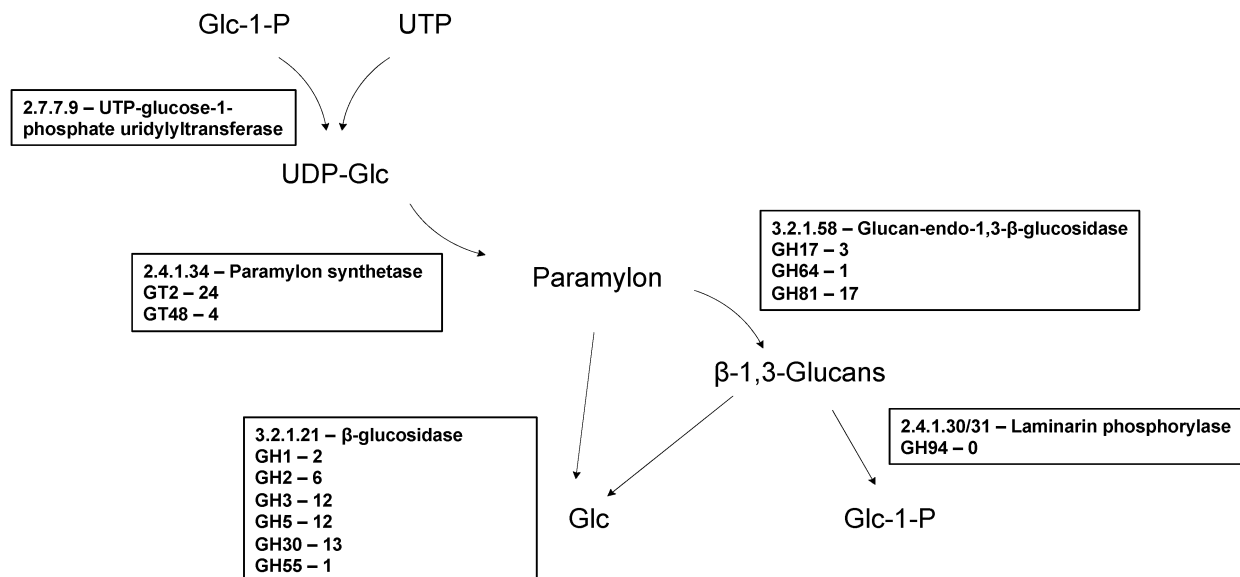 Glc-1-P
UTP
2.7.7.9 – UTP-glucose-1-
phosphate uridylyltransferase
UDP-Glc
3.2.1.58 – Glucan-endo-1,3-β-glucosidase
GH17 – 3
GH64 – 1
GH81 – 17
2.4.1.34 – Paramylon synthetase
GT2 – 24
GT48 – 4
Paramylon
β-1,3-Glucans
2.4.1.30/31 – Laminarin phosphorylase
GH94 – 0
3.2.1.21 – β-glucosidase
GH1 – 2
GH2 – 6
GH3 – 12
GH5 – 12
GH30 – 13
GH55 – 1
Glc
Glc-1-P